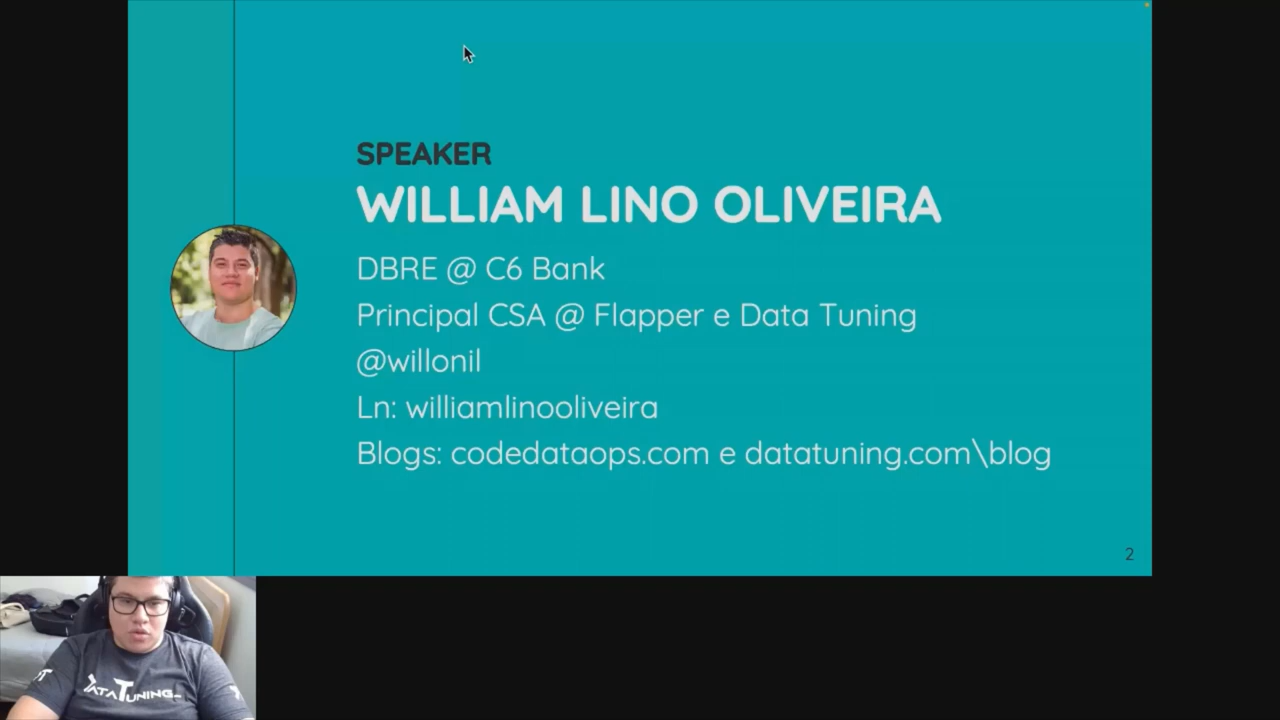 SPEAKER
WILLIAM LINO OLIVEIRA
DBRE @ C6 Bank
Principal CSA @ Flapper e Data Tuning
@willonil
Ln: williamlinooliveira
Blogs: codedataops.com e datatuning.com\blog
2
DATATUNING